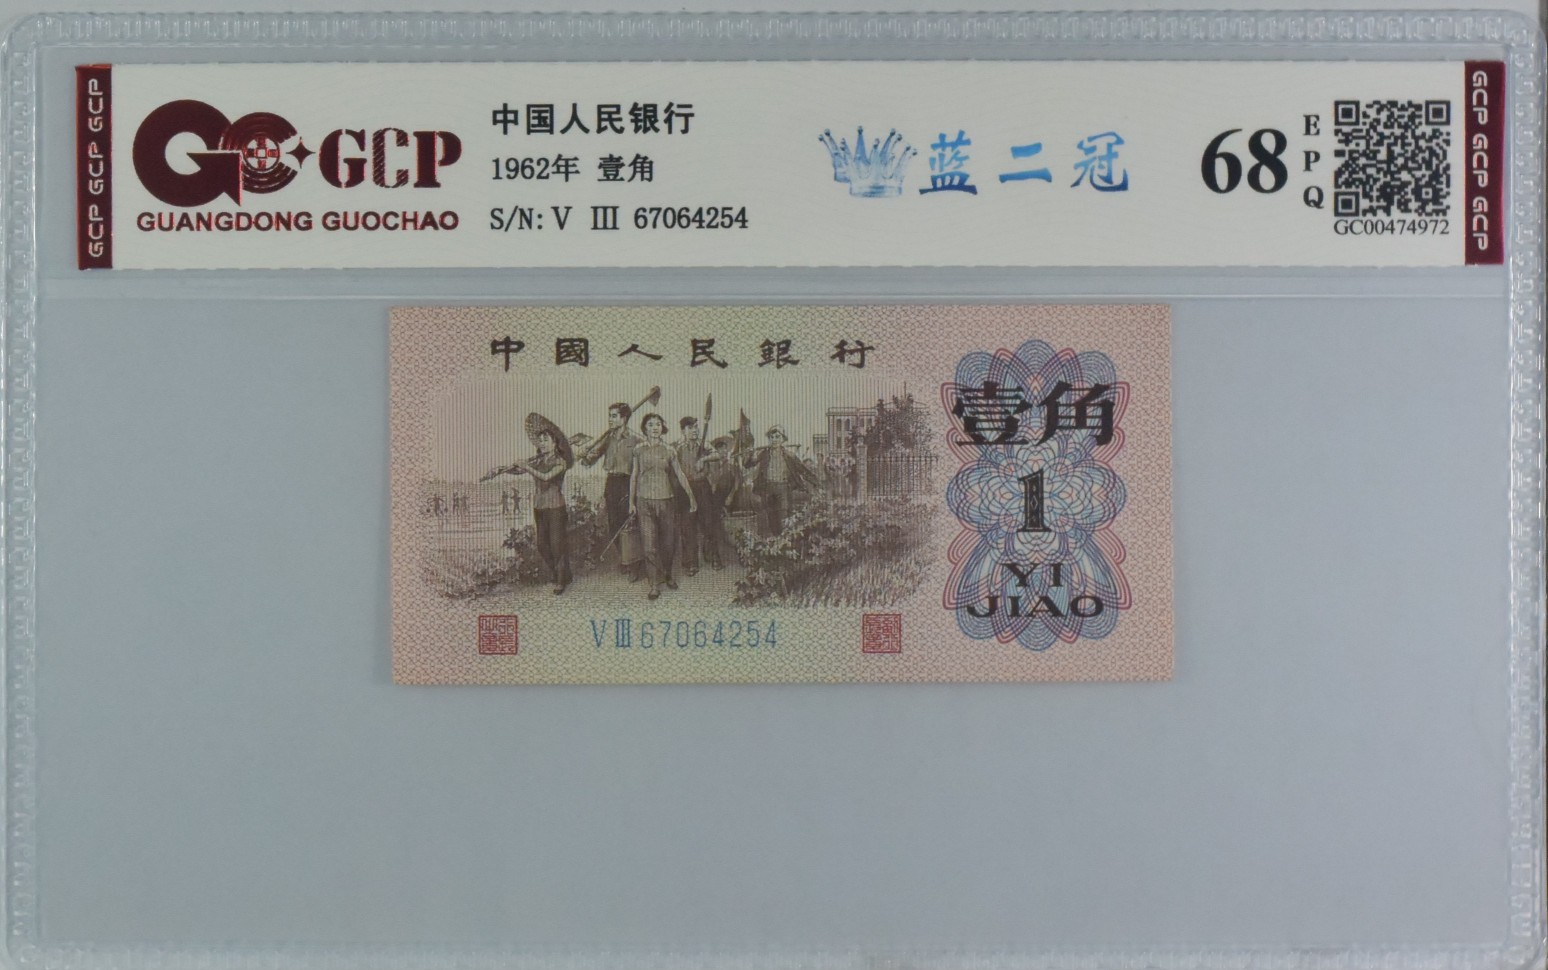 GCP GCP GCP
GCP
GUANGDONG GUOCHAO
中国人民银行
1962年 壹角
S/N: V III 67064254
蓝二冠
68
EPQ
GC00474972
GCP GCP GCP
中國人民銀行
壹角
1
YI
JIAO
V III 67064254